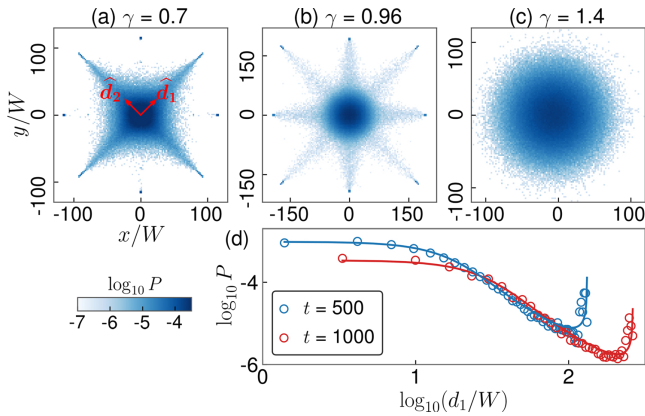 (a) γ = 0.7
(b) γ = 0.96
(c) γ = 1.4
y/W
100
0
-100
d̂₂
d̂₁
-100
0
100
x/W
150
0
-150
-150
0
150
100
0
-100
-100
0
100
log₁₀ P
-7
-6
-5
-4
(d)
log₁₀ P
-4
-6
t = 500
t = 1000
0
1
2
log₁₀(d₁/W)